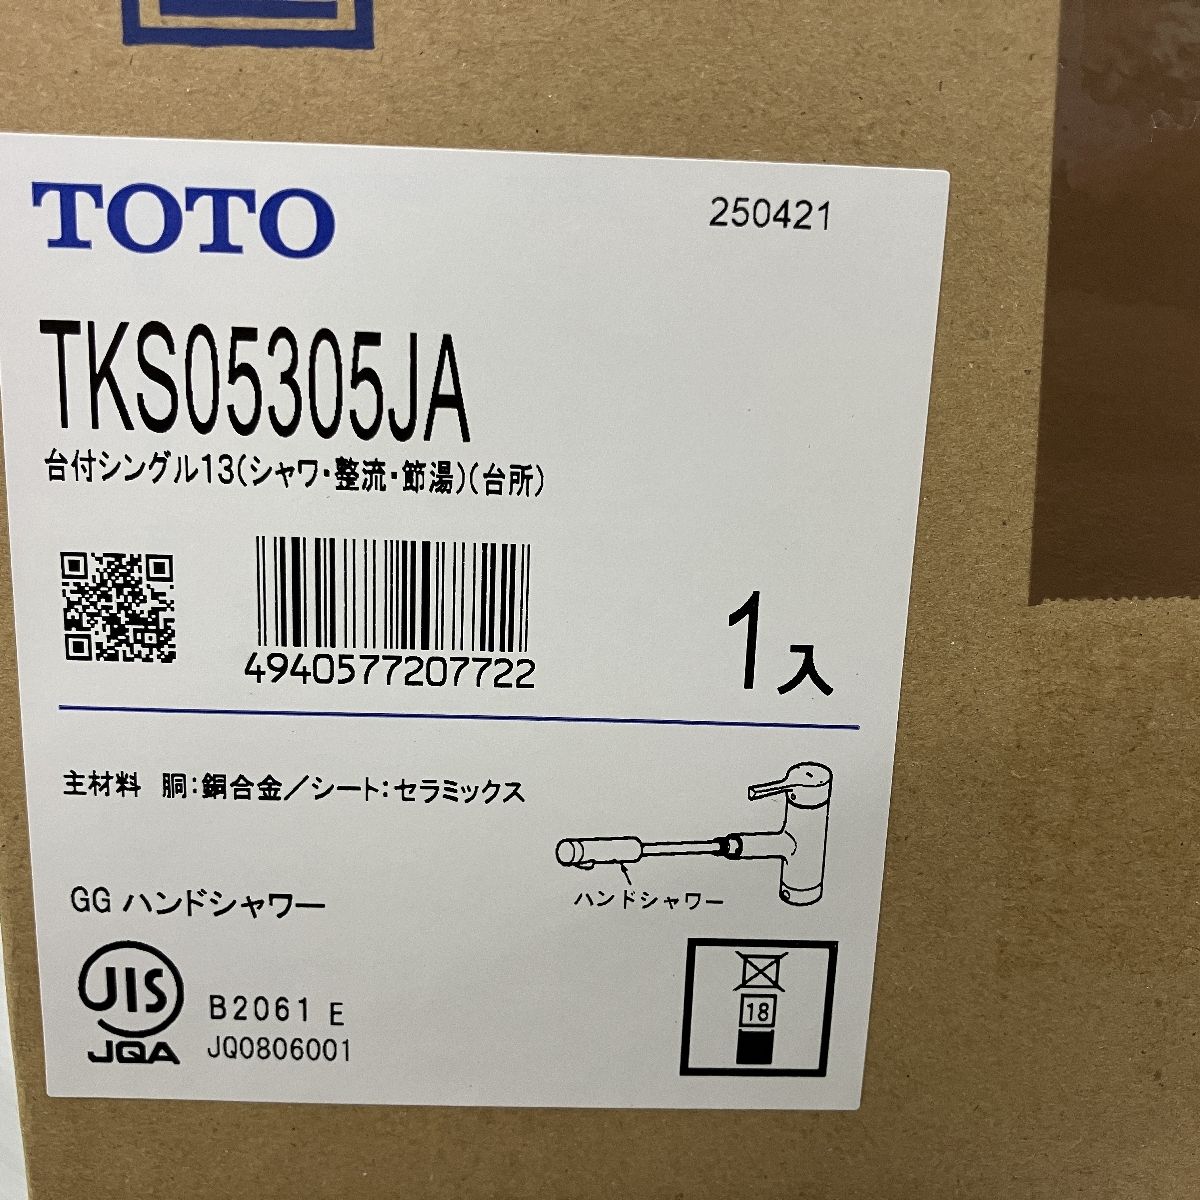 TOTO
250421
TKS05305JA
台付シングル13(シャワ・整流・節湯)(台所)
4940577207722
1入
主材料 胴:銅合金/シート:セラミックス
ハンドシャワー
GG ハンドシャワー
JIS
JQA
B2061 E
JQ0806001
18